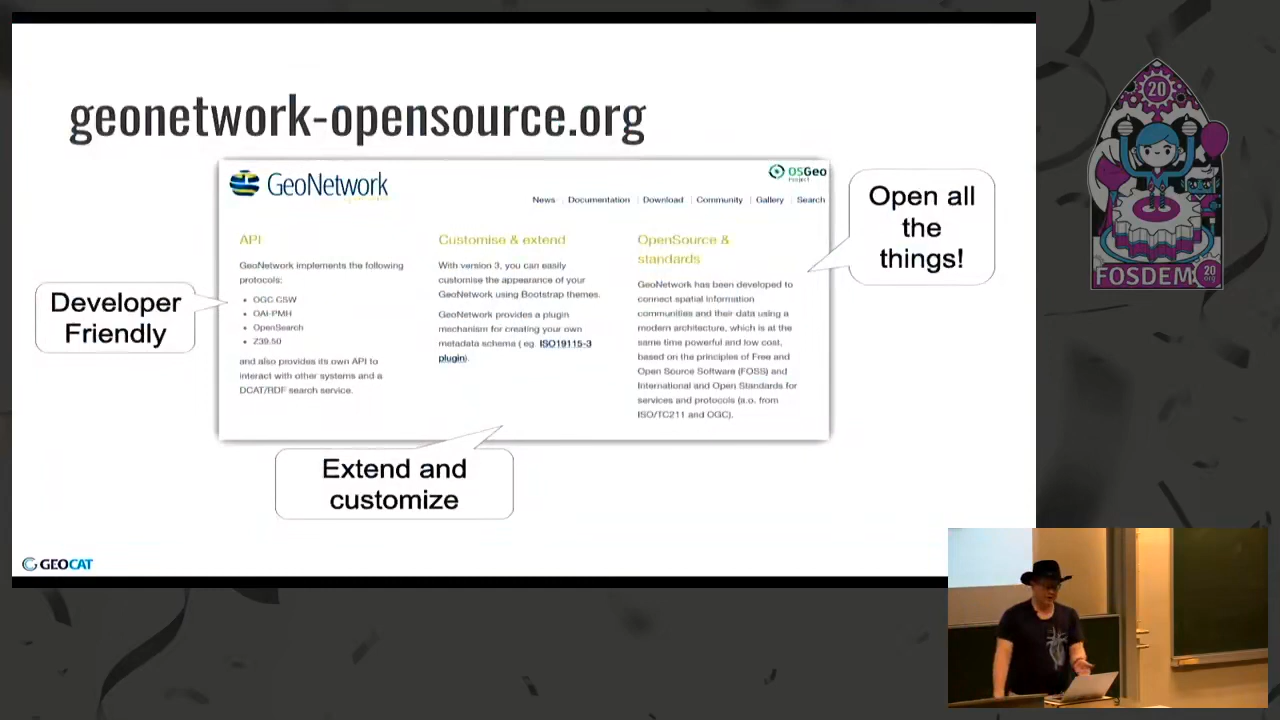 geonetwork-opensource.org
GeoNetwork
OSGeo
Project
News
Documentation
Download
Community
Gallery
Search
API
GeoNetwork implements the following
protocols:
OGC CSW
OAI-PMH
OpenSearch
Z39.50
and also provides its own API to
interact with other systems and a
DCAT/RDF search service.
Customise & extend
With version 3, you can easily
customise the appearance of your
GeoNetwork using Bootstrap themes.
GeoNetwork provides a plugin
mechanism for creating your own
metadata schema ( eg. ISO19115-3
plugin).
OpenSource &
standards
GeoNetwork has been developed to
connect spatial information
communities and their data using a
modern architecture, which is at the
same time powerful and low cost,
based on the principles of Free and
Open Source Software (FOSS) and
International and Open Standards for
services and protocols (a.o. from
ISO/TC211 and OGC).
Developer
Friendly
Open all
the
things!
Extend and
customize
GEOCAT
20
FOSDEM
20
.org